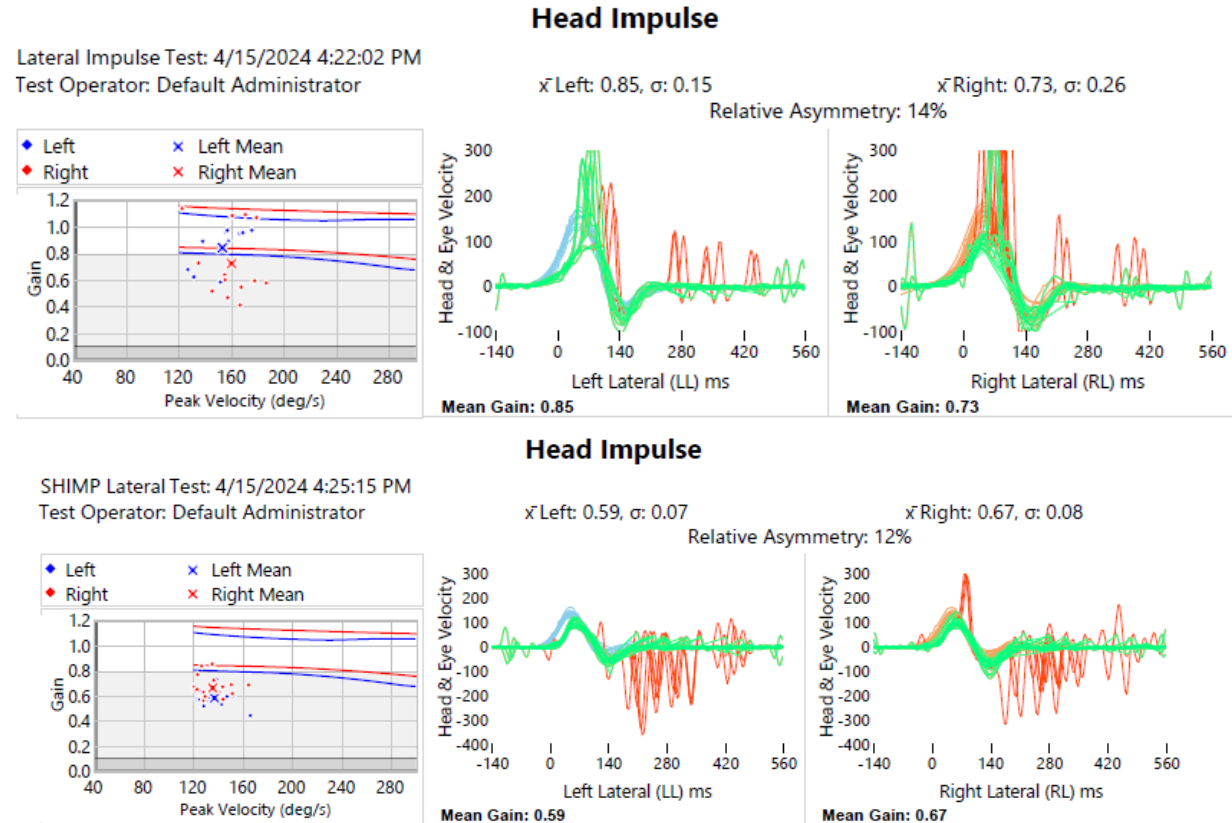 Head Impulse
Lateral Impulse Test: 4/15/2024 4:22:02 PM
Test Operator: Default Administrator
x̄ Left: 0.85, σ: 0.15
x̄ Right: 0.73, σ: 0.26
Relative Asymmetry: 14%
Left
Left Mean
Right
Right Mean
1.2
1.0
0.8
0.6
0.4
0.2
0.0
Gain
40 80 120 160 200 240 280
Peak Velocity (deg/s)
300
200
100
0
-100
Head & Eye Velocity
-140 0 140 280 420 560
Left Lateral (LL) ms
Mean Gain: 0.85
300
200
100
0
-100
Head & Eye Velocity
-140 0 140 280 420 560
Right Lateral (RL) ms
Mean Gain: 0.73
Head Impulse
SHIMP Lateral Test: 4/15/2024 4:25:15 PM
Test Operator: Default Administrator
x̄ Left: 0.59, σ: 0.07
x̄ Right: 0.67, σ: 0.08
Relative Asymmetry: 12%
Left
Left Mean
Right
Right Mean
1.2
1.0
0.8
0.6
0.4
0.2
0.0
Gain
40 80 120 160 200 240 280
Peak Velocity (deg/s)
300
200
100
0
-100
-200
-300
-400
Head & Eye Velocity
-140 0 140 280 420 560
Left Lateral (LL) ms
Mean Gain: 0.59
300
200
100
0
-100
-200
-300
-400
Head & Eye Velocity
-140 0 140 280 420 560
Right Lateral (RL) ms
Mean Gain: 0.67